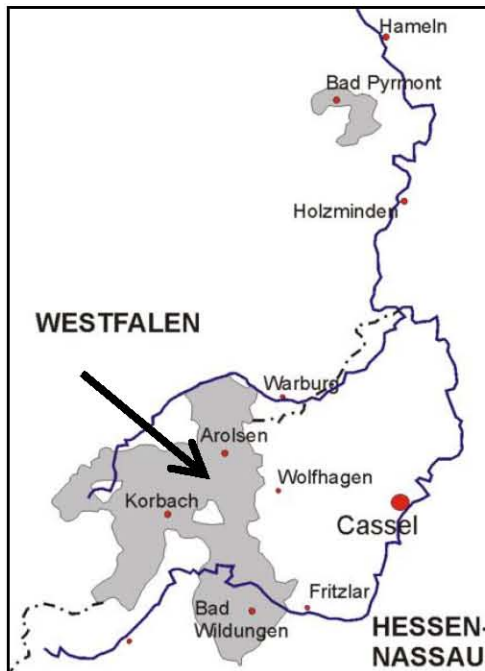 Hameln
Bad Pyrmont
Holzminden
WESTFALEN
Warburg
Arolsen
Wolfhagen
Korbach
Cassel
Fritzlar
Bad
Wildungen
HESSEN-
NASSAU